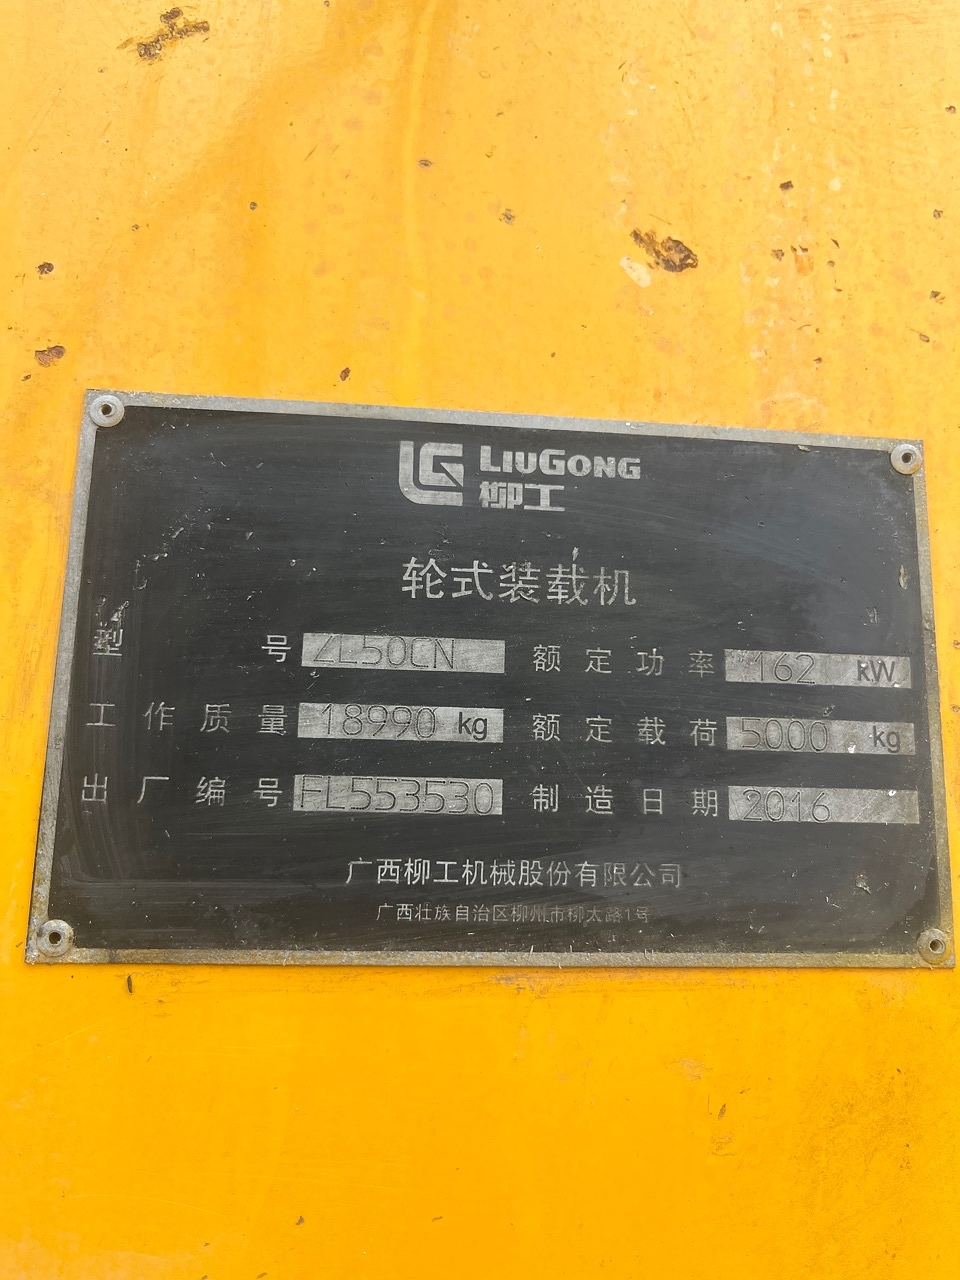 LG LIUGONG
柳工
轮式装载机
型号 ZL50CN 额定功率 162 kW
工作质量 18990 kg 额定载荷 5000 kg
出厂编号 FL553530 制造日期 2016
广西柳工机械股份有限公司
广西壮族自治区柳州市柳太路1号